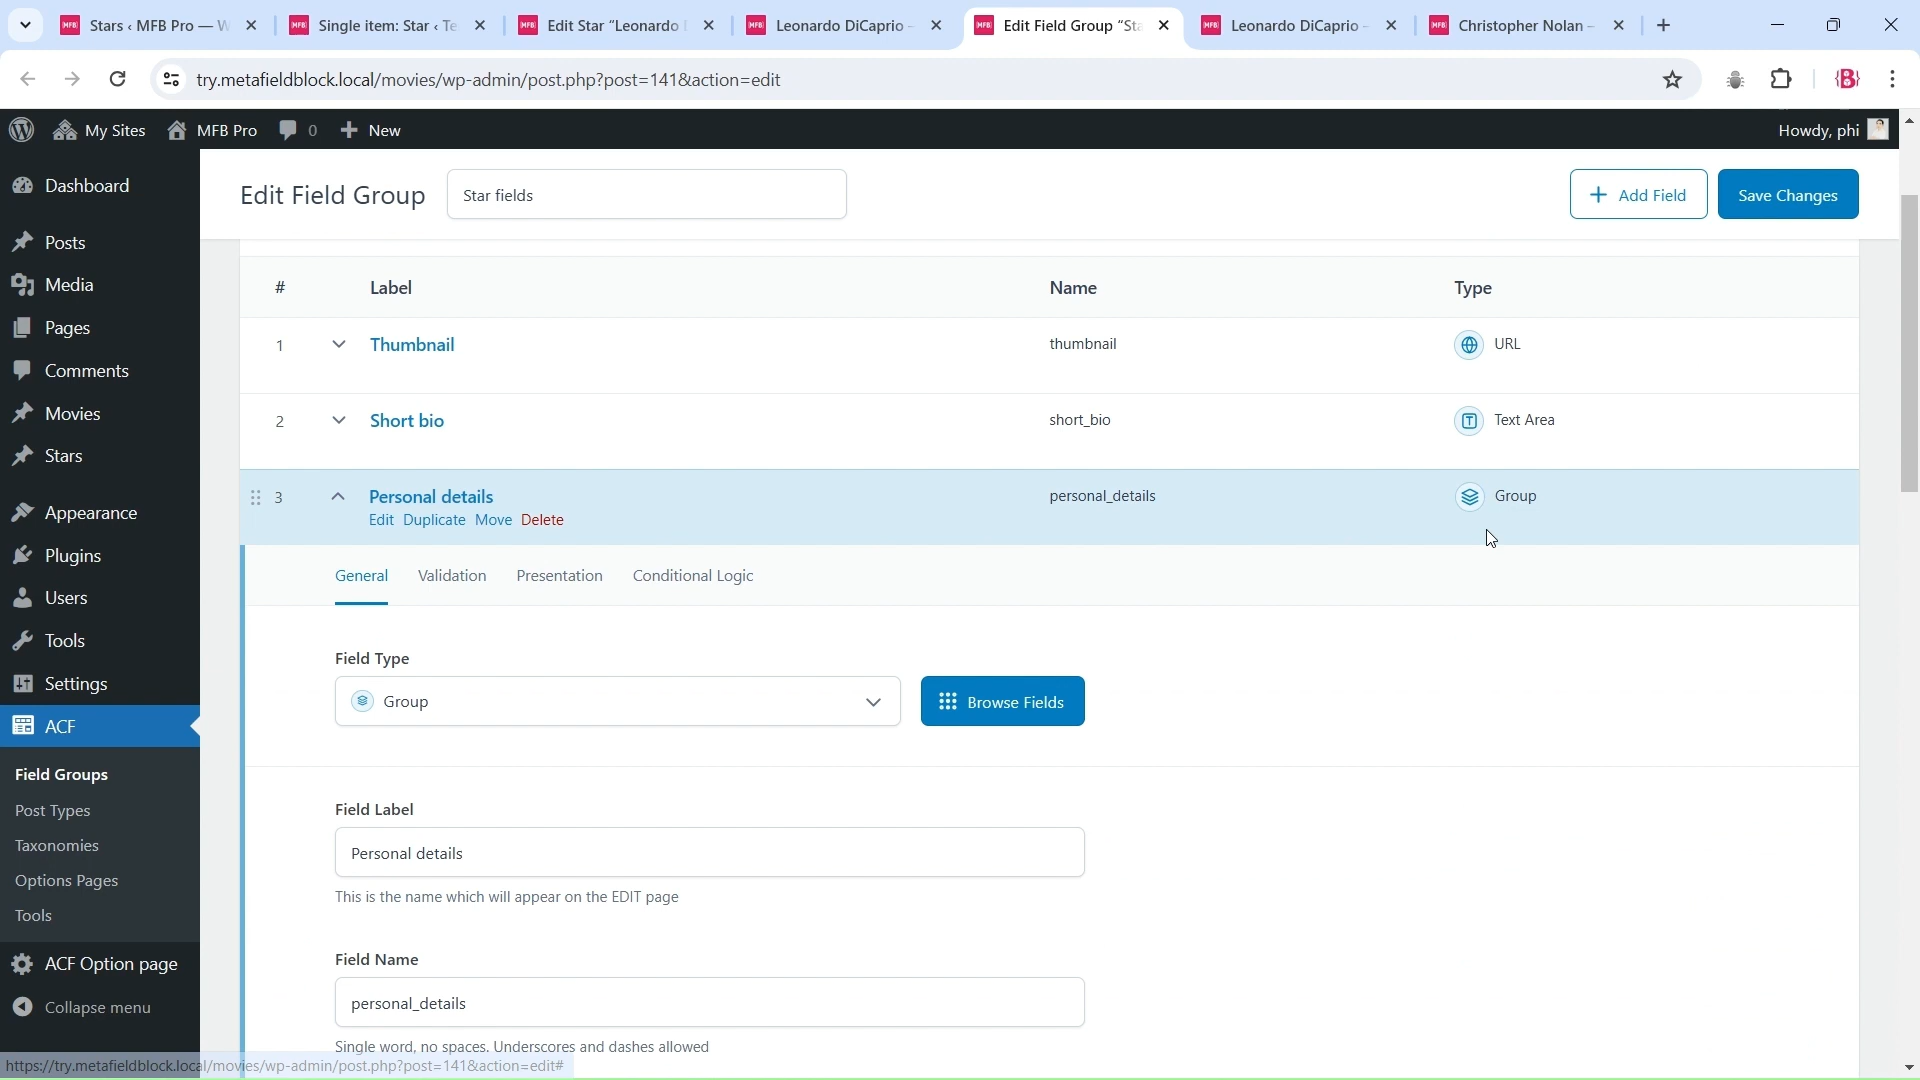 Stars ‹ MFB Pro — W
Single item: Star ‹ Te
Edit Star “Leonardo
Leonardo DiCaprio –
Edit Field Group “Sta
Leonardo DiCaprio –
Christopher Nolan –
try.metafieldblock.local/movies/wp-admin/post.php?post=141&action=edit
My Sites
MFB Pro
0
New
Howdy, phi
Dashboard
Posts
Media
Pages
Comments
Movies
Stars
Appearance
Plugins
Users
Tools
Settings
ACF
Field Groups
Post Types
Taxonomies
Options Pages
Tools
ACF Option page
Collapse menu
Edit Field Group
Star fields
Add Field
Save Changes
# Label Name Type
1 Thumbnail thumbnail URL
2 Short bio short_bio Text Area
3 Personal details personal_details Group
Edit Duplicate Move Delete
General Validation Presentation Conditional Logic
Field Type
Group
Browse Fields
Field Label
Personal details
This is the name which will appear on the EDIT page
Field Name
personal_details
Single word, no spaces. Underscores and dashes allowed
https://try.metafieldblock.local/movies/wp-admin/post.php?post=141&action=edit#